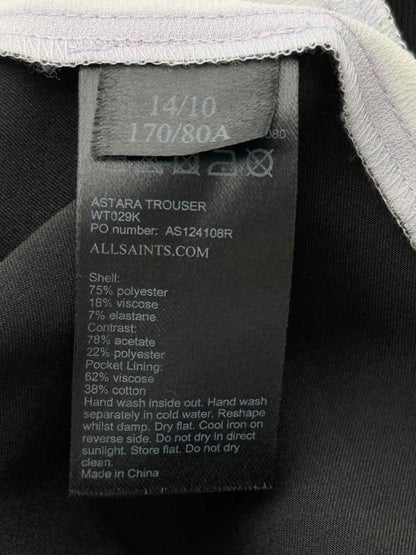 14/10
170/80A
080
ASTARA TROUSER
WT029K
PO number: AS124108R
ALLSAINTS.COM
Shell:
75% polyester
18% viscose
7% elastane
Contrast:
78% acetate
22% polyester
Pocket Lining:
62% viscose
38% cotton
Hand wash inside out. Hand wash
separately in cold water. Reshape
whilst damp. Dry flat. Cool iron on
reverse side. Do not dry in direct
sunlight. Store flat. Do not dry
clean.
Made in China